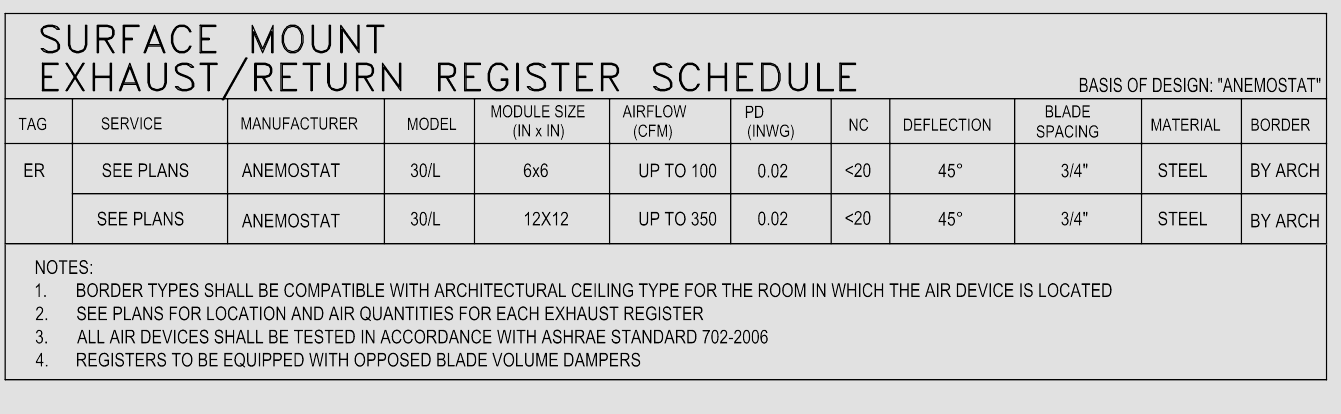 SURFACE MOUNT
EXHAUST/RETURN REGISTER SCHEDULE
BASIS OF DESIGN: "ANEMOSTAT"
TAG SERVICE MANUFACTURER MODEL MODULE SIZE (IN x IN) AIRFLOW (CFM) PD (INWG) NC DEFLECTION BLADE SPACING MATERIAL BORDER
ER SEE PLANS ANEMOSTAT 30/L 6x6 UP TO 100 0.02 <20 45° 3/4" STEEL BY ARCH
SEE PLANS ANEMOSTAT 30/L 12X12 UP TO 350 0.02 <20 45° 3/4" STEEL BY ARCH
NOTES:
1. BORDER TYPES SHALL BE COMPATIBLE WITH ARCHITECTURAL CEILING TYPE FOR THE ROOM IN WHICH THE AIR DEVICE IS LOCATED
2. SEE PLANS FOR LOCATION AND AIR QUANTITIES FOR EACH EXHAUST REGISTER
3. ALL AIR DEVICES SHALL BE TESTED IN ACCORDANCE WITH ASHRAE STANDARD 702-2006
4. REGISTERS TO BE EQUIPPED WITH OPPOSED BLADE VOLUME DAMPERS